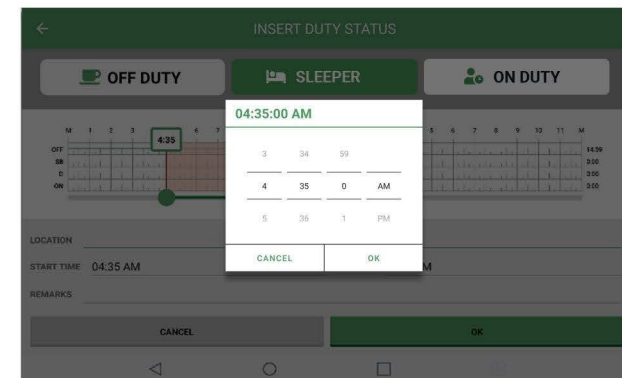 INSERT DUTY STATUS
OFF DUTY
SLEEPER
ON DUTY
04:35:00 AM
3 34 59
4 35 0 AM
5 36 1 PM
CANCEL OK
M 1 2 3 6 7 5 6 7 8 9 10 11 M
4:35
OFF 14:59
SB 0:00
D 0:00
ON 0:00
LOCATION
START TIME 04:35 AM M
REMARKS
CANCEL OK